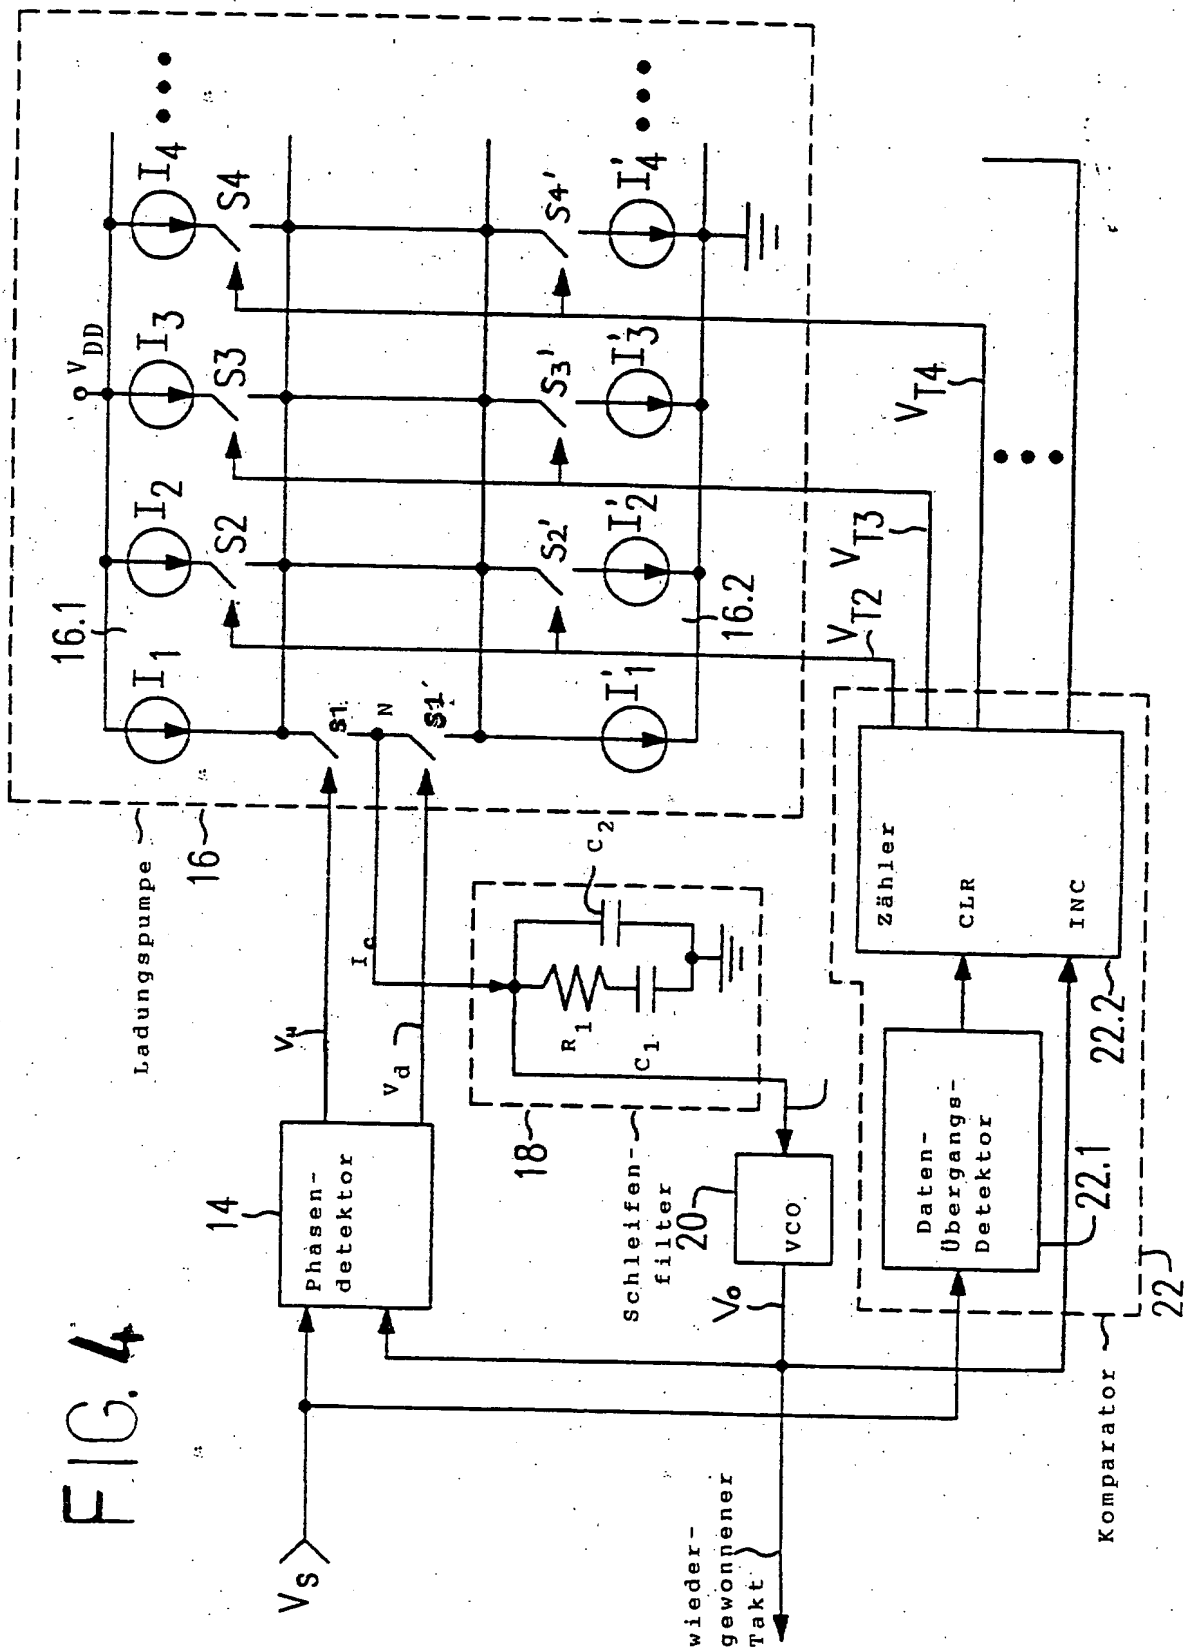 FIG. 4
Ladungspumpe
16
16.1
V_DD
I_1
I_2
I_3
I_4
S2
S3
S4
S1
N
S1'
S2'
S3'
S4'
I'_1
I'_2
I'_3
I'_4
16.2
V_S
14
Phasen-
detektor
V_u
V_d
I_c
C_2
R_1
C_1
18
Schleifen-
filter
20
VCO
V_o
wieder-
gewonnener
Takt
V_T2
V_T3
V_T4
Zähler
CLR
INC
22.2
Daten-
Übergangs-
Detektor
22.1
22
Komparator